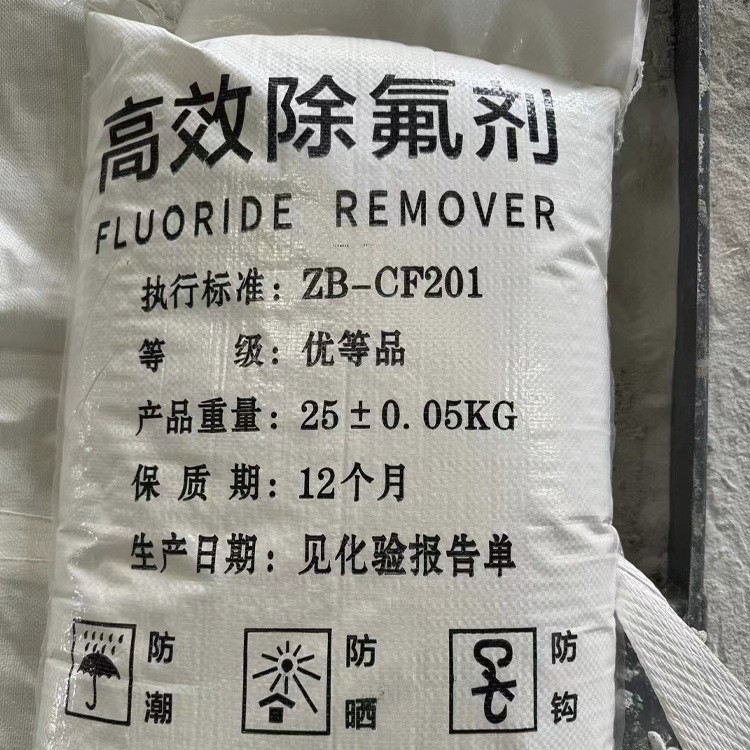 高效除氟剂
FLUORIDE REMOVER
执行标准：ZB-CF201
等 级：优等品
产品重量：25±0.05KG
保 质 期：12个月
生产日期：见化验报告单
防潮 防晒 防钩